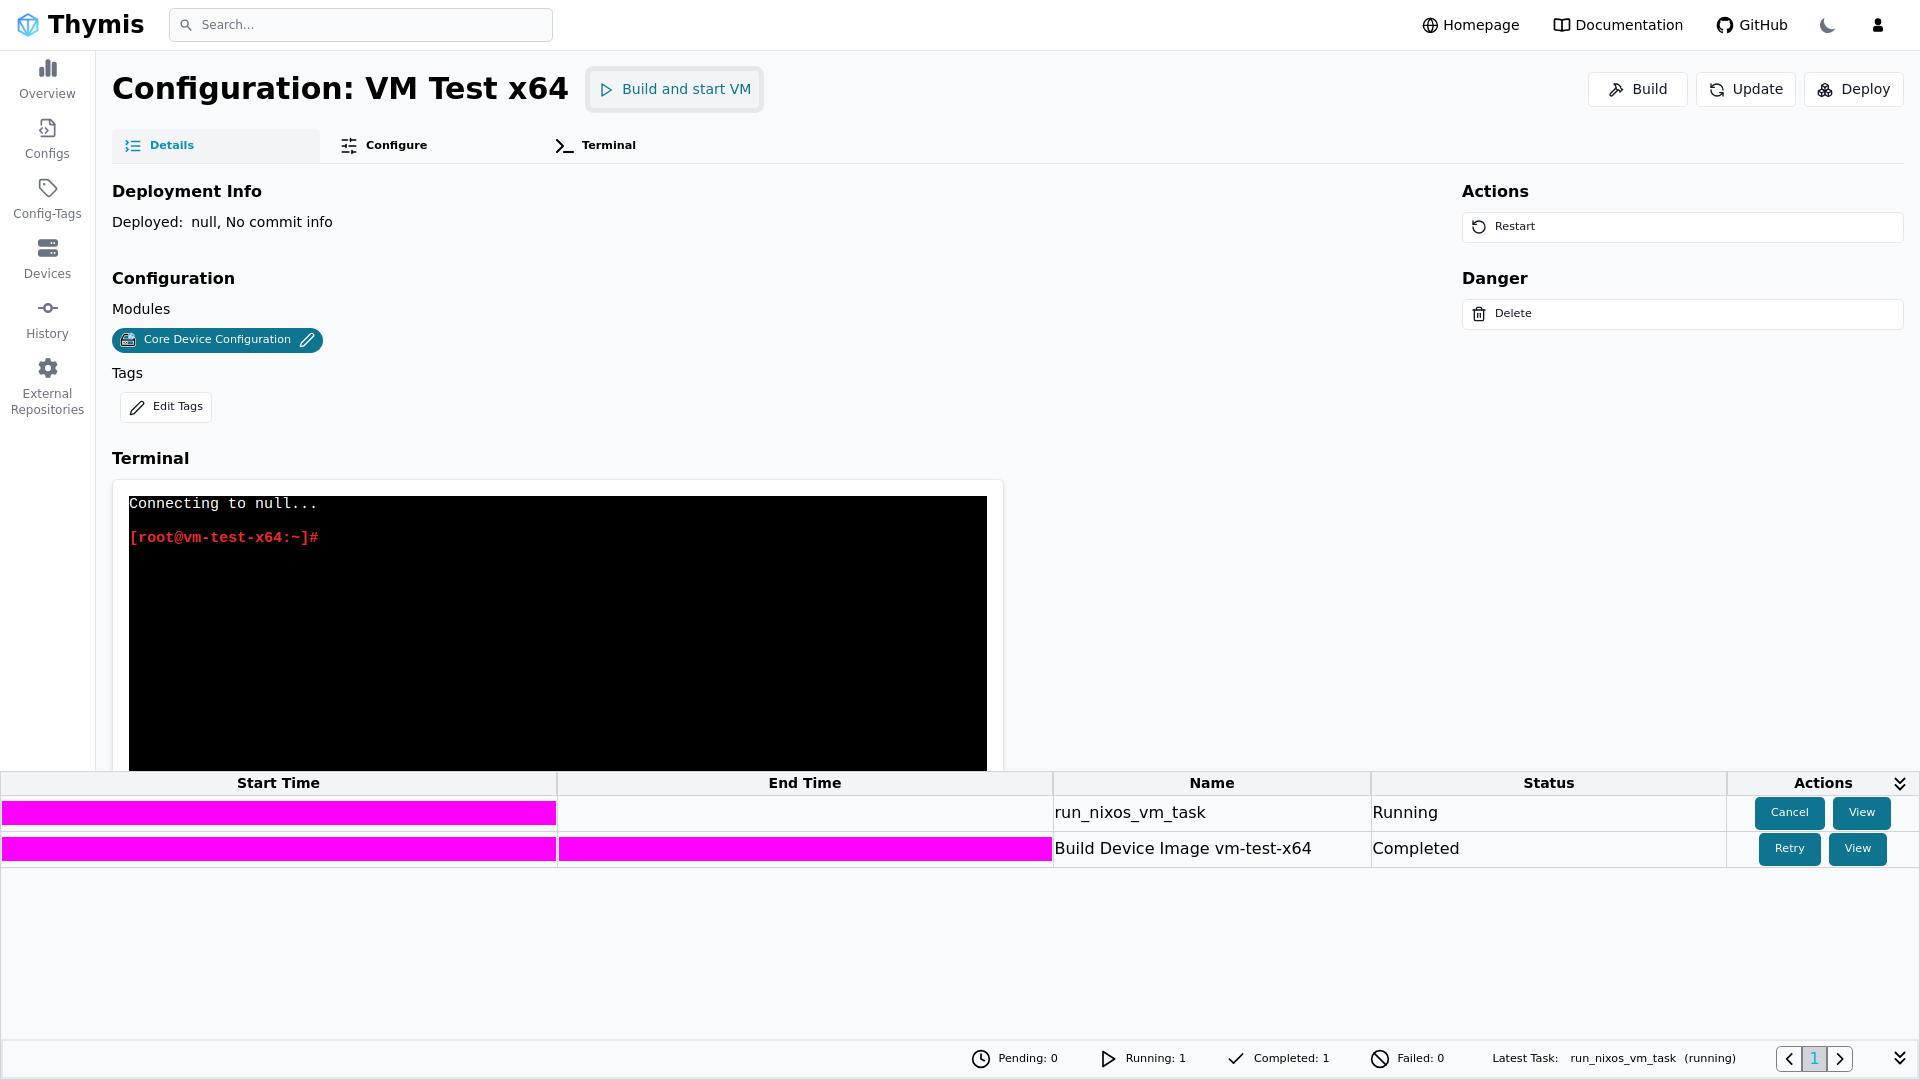 Thymis
Search...
Homepage
Documentation
GitHub
Overview
Configs
Config-Tags
Devices
History
External
Repositories
Configuration: VM Test x64
Build and start VM
Build
Update
Deploy
Details
Configure
Terminal
Deployment Info
Deployed: null, No commit info
Configuration
Modules
Core Device Configuration
Tags
Edit Tags
Actions
Restart
Danger
Delete
Terminal
Connecting to null...
[root@vm-test-x64:~]#
Start Time End Time Name Status Actions
run_nixos_vm_task Running Cancel View
Build Device Image vm-test-x64 Completed Retry View
Pending: 0 Running: 1 Completed: 1 Failed: 0 Latest Task: run_nixos_vm_task (running) 1